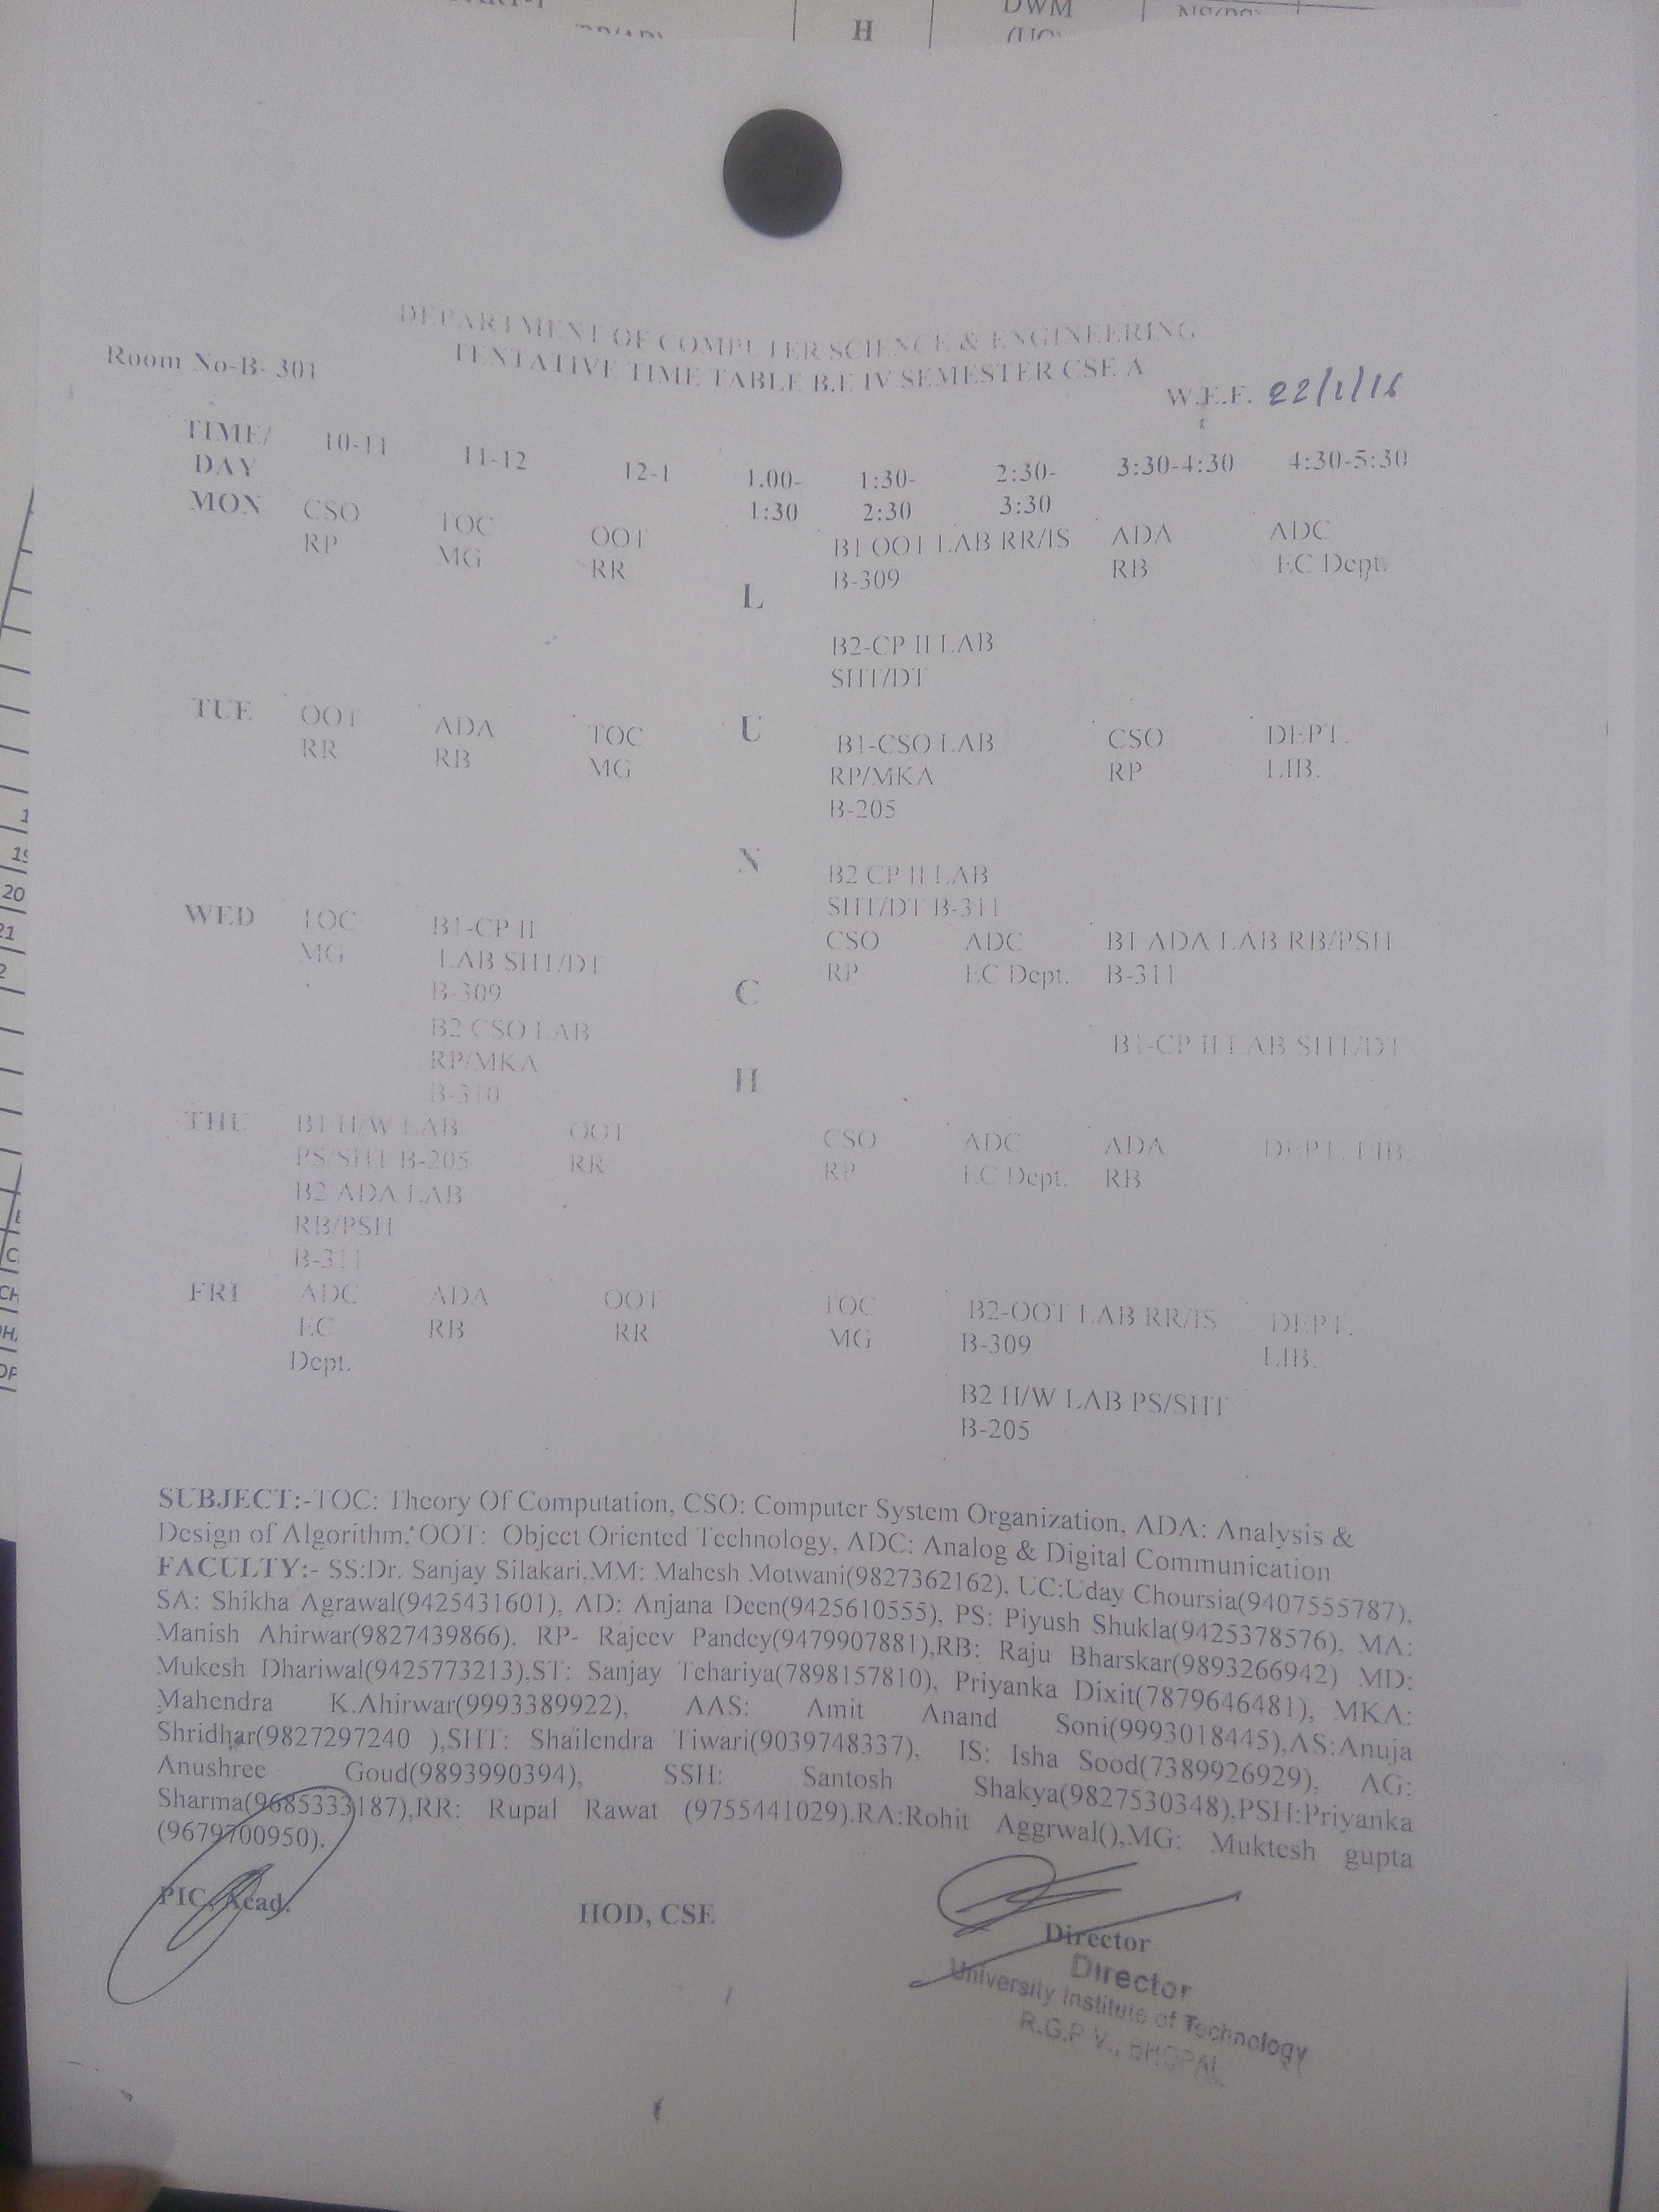 H
DWM
(UC)
DEPARTMENT OF COMPUTER SCIENCE & ENGINEERING
Room No-B- 301
TENTATIVE TIME TABLE B.E IV SEMESTER CSE A
W.E.F. 22/1/16
TIME/ DAY 10-11 11-12 12-1 1.00-1:30 1:30-2:30 2:30-3:30 3:30-4:30 4:30-5:30
MON CSO TOC OOT B1 OOT LAB RR/IS ADA ADC
RP MG RR B-309 RB EC Dept.
L
B2-CP II LAB
SHT/DT
TUE OOT ADA TOC U B1-CSO LAB CSO DEPT.
RR RB MG RP/MKA RP LIB.
B-205
N B2 CP II LAB
SHT/DT B-311
WED TOC B1-CP II CSO ADC B1 ADA LAB RB/PSH
MG LAB SHT/DT RP EC Dept. B-311
B-309 C
B2 CSO LAB B1-CP II LAB SHT/DT
RP/MKA H
B-310
THU B1 H/W LAB OOT CSO ADC ADA DEPT. LIB.
PS/SHT B-205 RR RP EC Dept. RB
B2 ADA LAB
RB/PSH
B-311
FRI ADC ADA OOT TOC B2-OOT LAB RR/IS DEPT.
EC RB RR MG B-309 LIB.
Dept.
B2 H/W LAB PS/SHT
B-205
SUBJECT:-TOC: Theory Of Computation, CSO: Computer System Organization, ADA: Analysis &
Design of Algorithm, OOT: Object Oriented Technology, ADC: Analog & Digital Communication
FACULTY:- SS:Dr. Sanjay Silakari,MM: Mahesh Motwani(9827362162), UC:Uday Choursia(9407555787),
SA: Shikha Agrawal(9425431601), AD: Anjana Deen(9425610555), PS: Piyush Shukla(9425378576), MA:
Manish Ahirwar(9827439866). RP- Rajeev Pandey(9479907881),RB: Raju Bharskar(9893266942) MD:
Mukesh Dhariwal(9425773213),ST: Sanjay Tehariya(7898157810), Priyanka Dixit(7879646481), MKA:
Mahendra K.Ahirwar(9993389922), AAS: Amit Anand Soni(9993018445),AS:Anuja
Shridhar(9827297240 ),SHT: Shailendra Tiwari(9039748337), IS: Isha Sood(7389926929), AG:
Anushree Goud(9893990394), SSH: Santosh Shakya(9827530348),PSH:Priyanka
Sharma(9685333187),RR: Rupal Rawat (9755441029).RA:Rohit Aggrwal(),MG: Muktesh gupta
(9679700950).
PIC, Acad.
HOD, CSE
Director
Director
University Institute of Technology
R.G.P V., BHOPAL